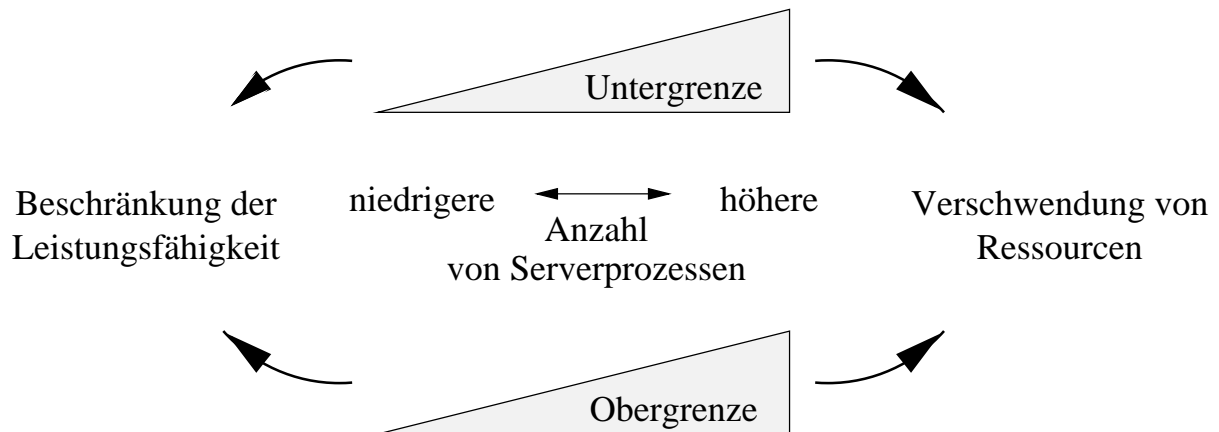 Untergrenze
Beschränkung der
Leistungsfähigkeit
niedrigere
höhere
Anzahl
von Serverprozessen
Verschwendung von
Ressourcen
Obergrenze